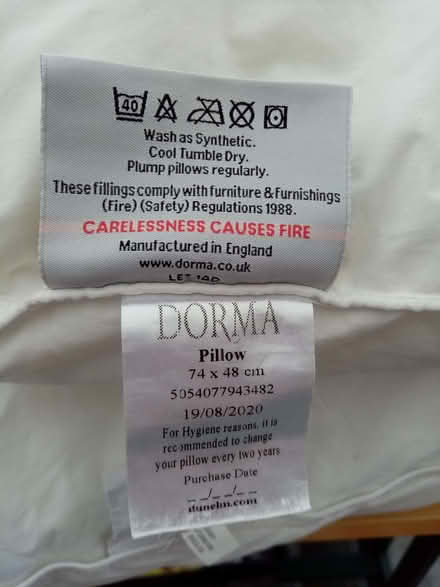 40
Wash as Synthetic.
Cool Tumble Dry.
Plump pillows regularly.
These fillings comply with furniture & Furnishings
(Fire) (Safety) Regulations 1988.
CARELESSNESS CAUSES FIRE
Manufactured in England
www.dorma.co.uk
DORMA
Pillow
74 x 48 cm
5054077943482
19/08/2020
For Hygiene reasons, it is
recommended to change
your pillow every two years
Purchase Date
_ _/_ _/_ _
dunelm.com